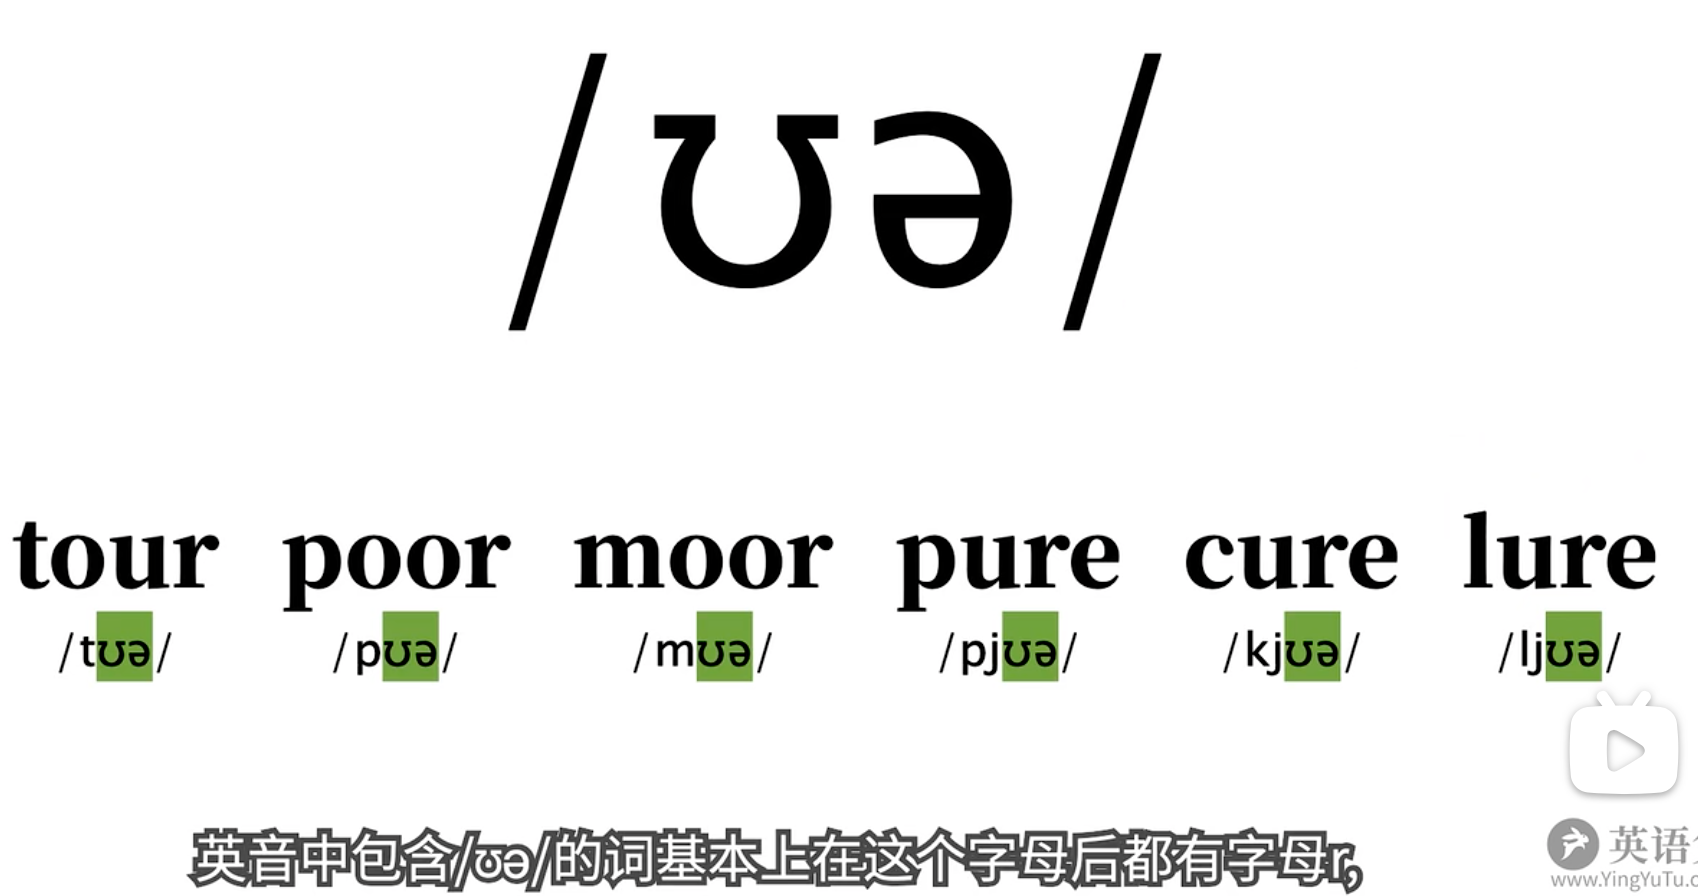 /ʊə/
tour poor moor pure cure lure
/tʊə/ /pʊə/ /mʊə/ /pjʊə/ /kjʊə/ /ljʊə/
英音中包含/ʊə/的词基本上在这个字母后都有字母r,
英语
www.YingYuTu.c